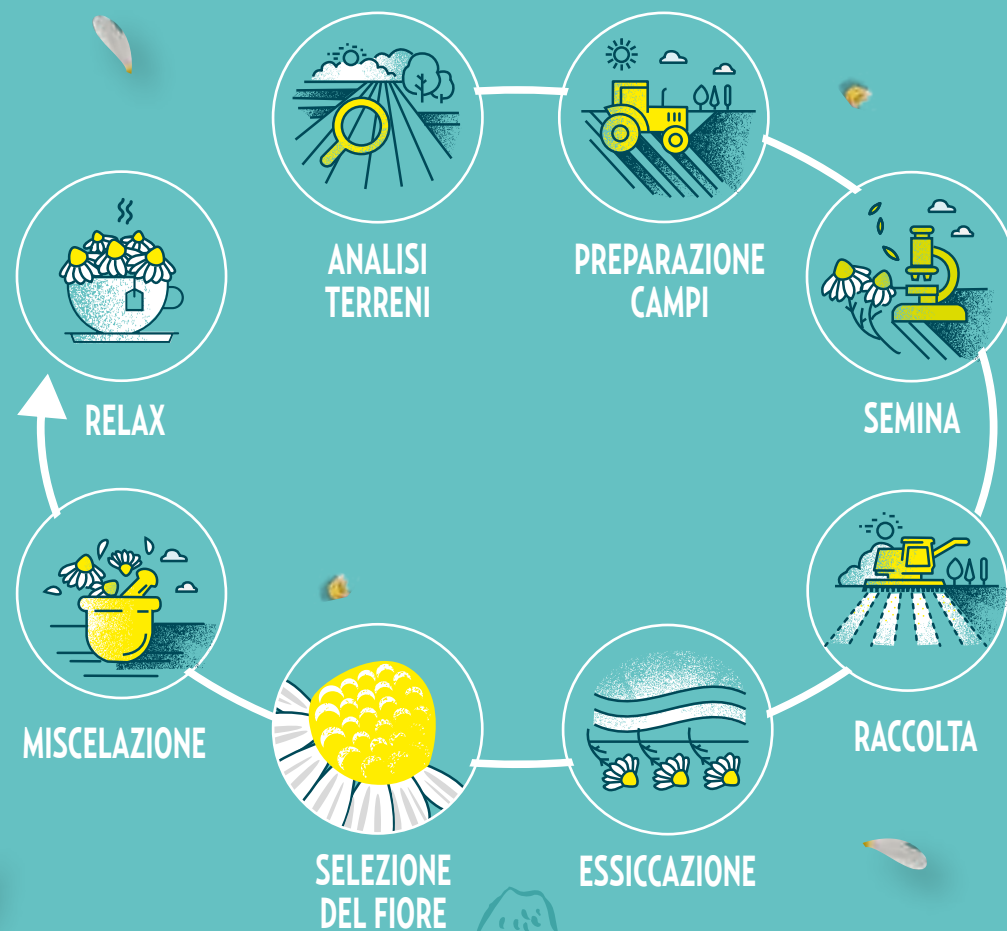 ANALISI
TERRENI
PREPARAZIONE
CAMPI
SEMINA
RACCOLTA
ESSICCAZIONE
SELEZIONE
DEL FIORE
MISCELAZIONE
RELAX